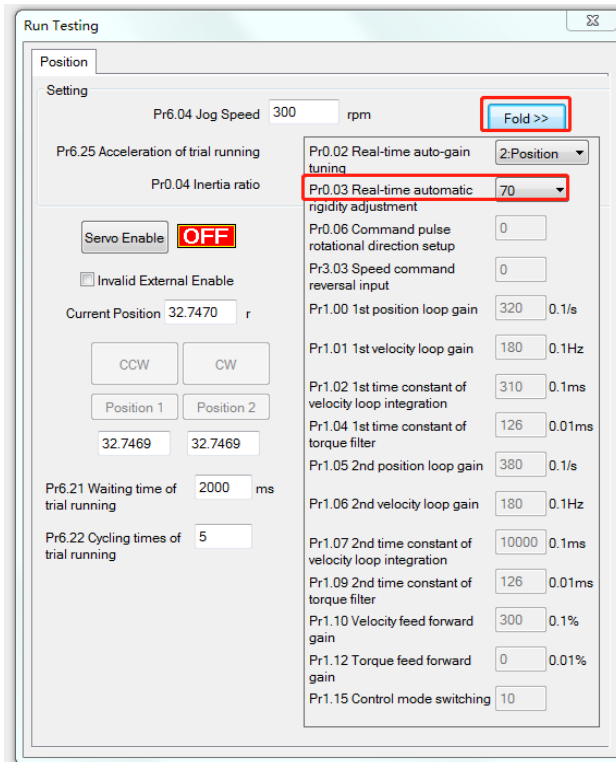 Run Testing
Position
Setting
Pr6.04 Jog Speed 300 rpm
Fold >>
Pr6.25 Acceleration of trial running
Pr0.04 Inertia ratio
Servo Enable OFF
Invalid External Enable
Current Position 32.7470 r
CCW CW
Position 1 Position 2
32.7469 32.7469
Pr6.21 Waiting time of 2000 ms
trial running
Pr6.22 Cycling times of 5
trial running
Pr0.02 Real-time auto-gain 2:Position
tuning
Pr0.03 Real-time automatic 70
rigidity adjustment
Pr0.06 Command pulse 0
rotational direction setup
Pr3.03 Speed command 0
reversal input
Pr1.00 1st position loop gain 320 0.1/s
Pr1.01 1st velocity loop gain 180 0.1Hz
Pr1.02 1st time constant of 310 0.1ms
velocity loop integration
Pr1.04 1st time constant of 126 0.01ms
torque filter
Pr1.05 2nd position loop gain 380 0.1/s
Pr1.06 2nd velocity loop gain 180 0.1Hz
Pr1.07 2nd time constant of 10000 0.1ms
velocity loop integration
Pr1.09 2nd time constant of 126 0.01ms
torque filter
Pr1.10 Velocity feed forward 300 0.1%
gain
Pr1.12 Torque feed forward 0 0.01%
gain
Pr1.15 Control mode switching 10